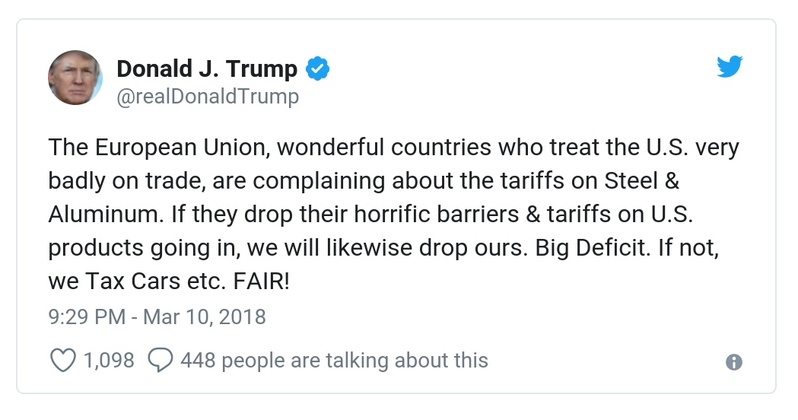 Donald J. Trump
@realDonaldTrump
The European Union, wonderful countries who treat the U.S. very
badly on trade, are complaining about the tariffs on Steel &
Aluminum. If they drop their horrific barriers & tariffs on U.S.
products going in, we will likewise drop ours. Big Deficit. If not,
we Tax Cars etc. FAIR!
9:29 PM - Mar 10, 2018
1,098 448 people are talking about this